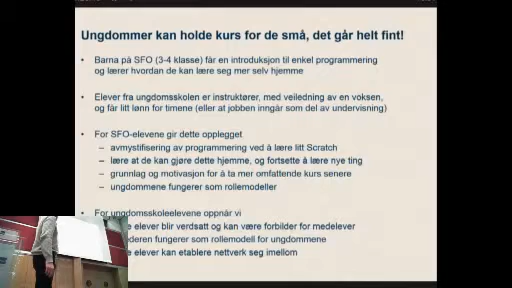 Ungdommer kan holde kurs for de små, det går helt fint!
• Barna på SFO (3-4 klasse) får en introduksjon til enkel programmering
og lærer hvordan de kan lære seg mer selv hjemme
• Elever fra ungdomsskolen er instruktører, med veiledning av en voksen,
og får litt lønn for timene (eller at jobben inngår som del av undervisning)
• For SFO-elevene gir dette opplegget
– avmystifisering av programmering ved å lære litt Scratch
– lære at de kan gjøre dette hjemme, og fortsette å lære nye ting
– grunnlag og motivasjon for å ta mer omfattende kurs senere
– ungdommene fungerer som rollemodeller
• For ungdomsskoleelevene oppnår vi
elever blir verdsatt og kan være forbilder for medelever
fungerer som rollemodell for ungdommene
elever kan etablere nettverk seg imellom